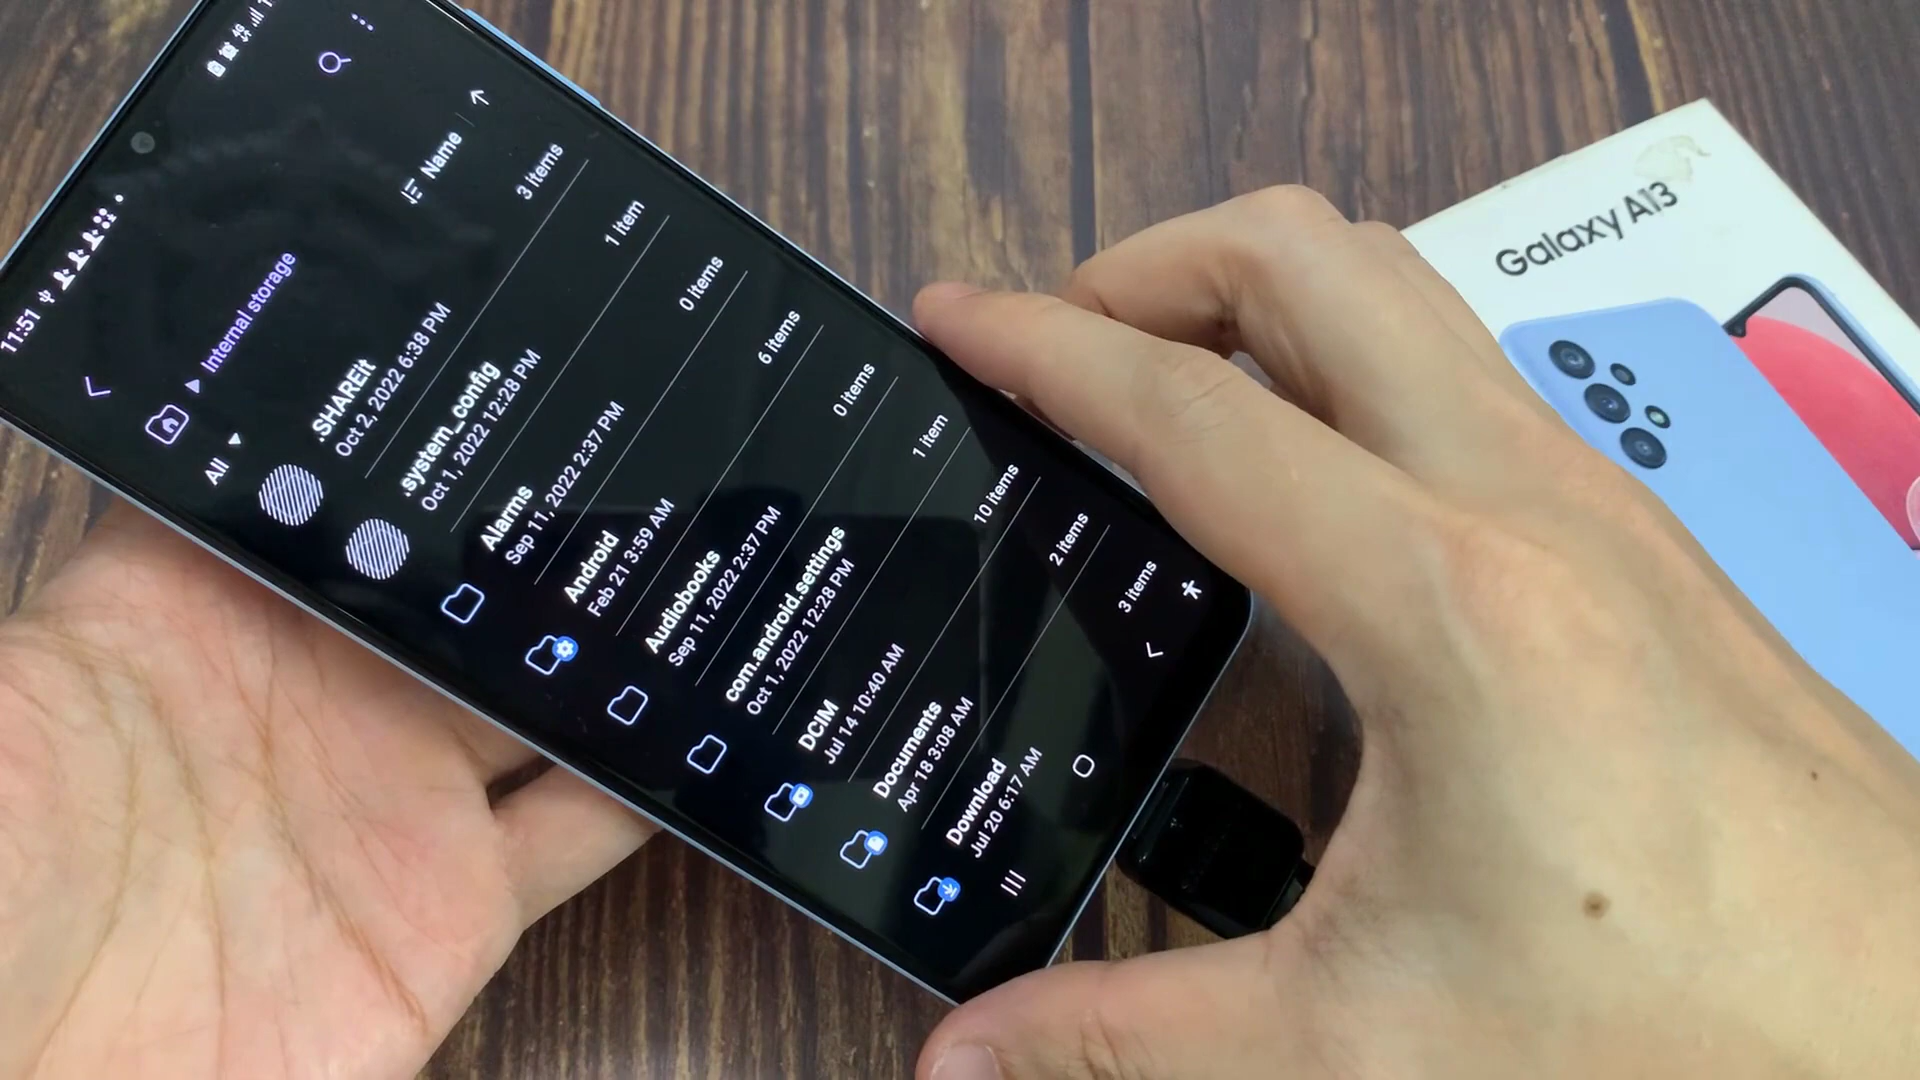 11:51
4G
Internal storage
All
Name
.SHAREit
Oct 2, 2022 6:38 PM
3 items
.system_config
Oct 1, 2022 12:28 PM
1 item
Alarms
Sep 11, 2022 2:37 PM
0 items
Android
Feb 21 3:59 AM
6 items
Audiobooks
Sep 11, 2022 2:37 PM
0 items
com.android.settings
Oct 1, 2022 12:28 PM
1 item
DCIM
Jul 14 10:40 AM
10 items
Documents
Apr 18 3:08 AM
2 items
Download
Jul 20 6:17 AM
3 items
Galaxy A13